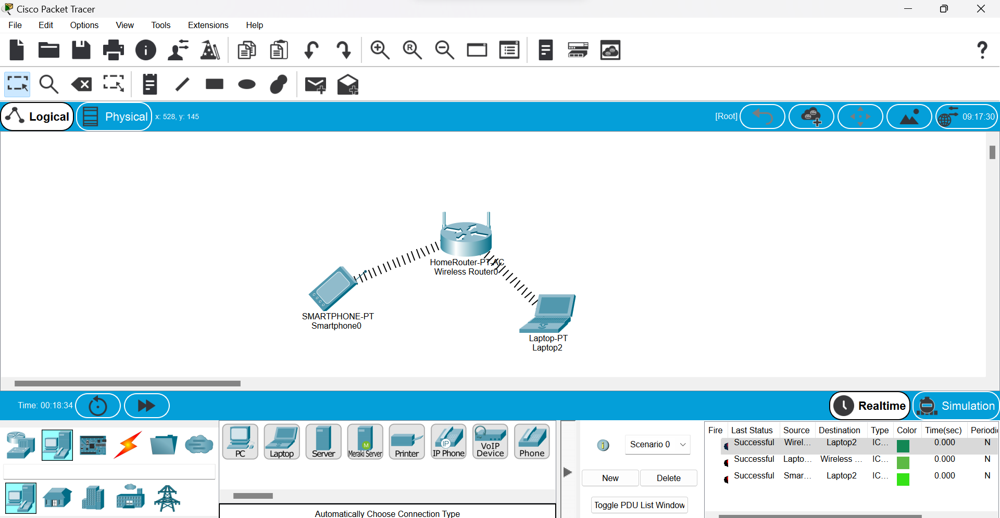 Cisco Packet Tracer
File Edit Options View Tools Extensions Help
Logical Physical x: 528, y: 145 [Root] 09:17:30
HomeRouter-PT-AC
Wireless Router0
SMARTPHONE-PT
Smartphone0
Laptop-PT
Laptop2
Time: 00:18:34 Realtime Simulation
PC Laptop Server Meraki Server Printer IP Phone VoIP Device Phone
Automatically Choose Connection Type
Scenario 0
New Delete
Toggle PDU List Window
Fire Last Status Source Destination Type Color Time(sec) Periodic
Successful Wirel... Laptop2 IC... 0.000 N
Successful Lapto... Wireless ... IC... 0.000 N
Successful Smar... Laptop2 IC... 0.000 N